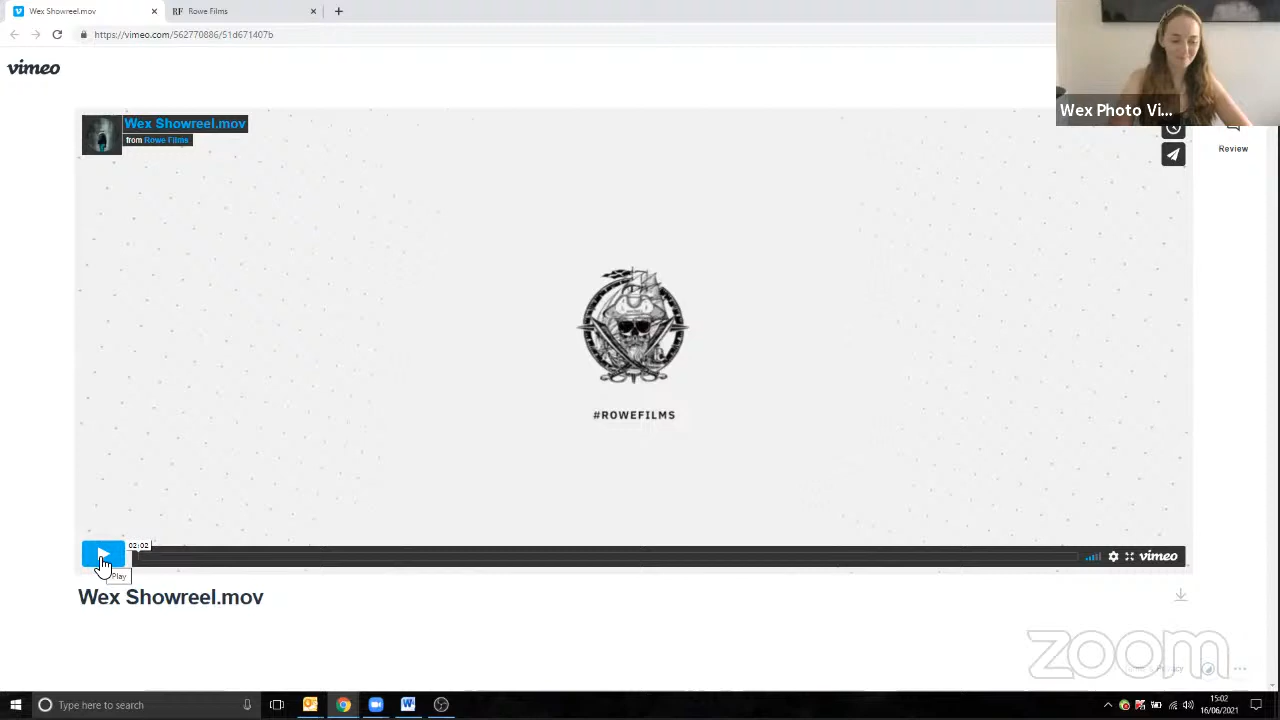 Wex Showreel.mov
RF Rowe Films
https://vimeo.com/562770886/51d671407b
vimeo
Wex Photo Vi...
Wex Showreel.mov
from Rowe Films
Review
#ROWEFILMS
02:02
vimeo
Play
Wex Showreel.mov
zoom
Type here to search
15:02
16/06/2021